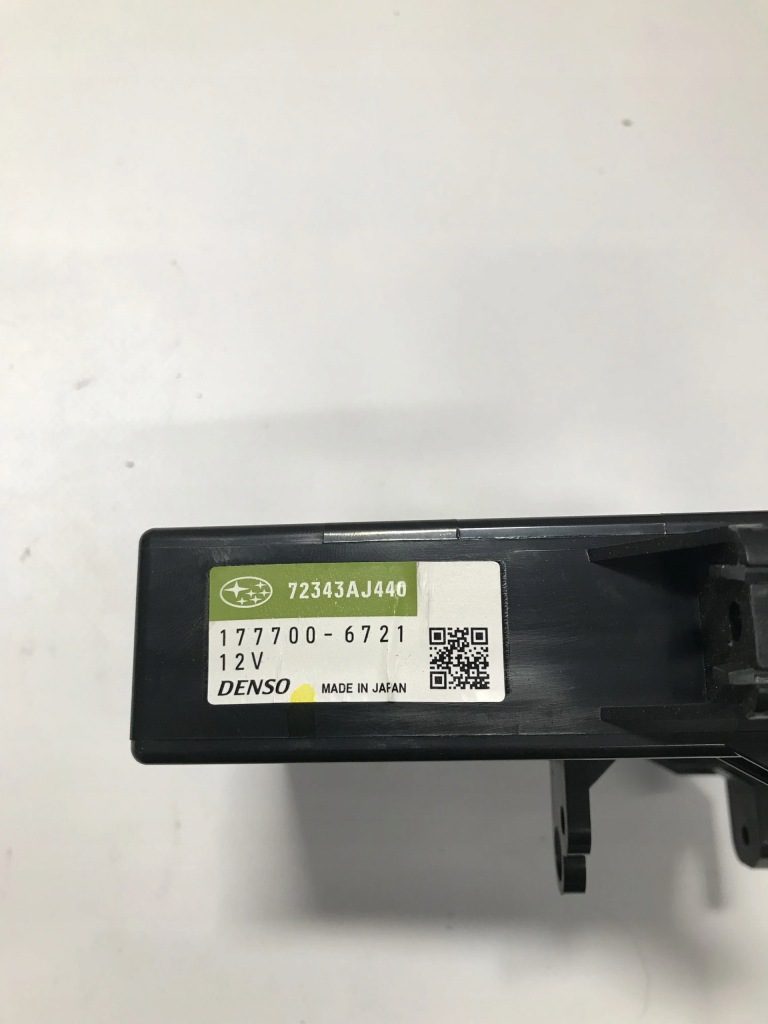 72343AJ440
177700-6721
12V
DENSO MADE IN JAPAN